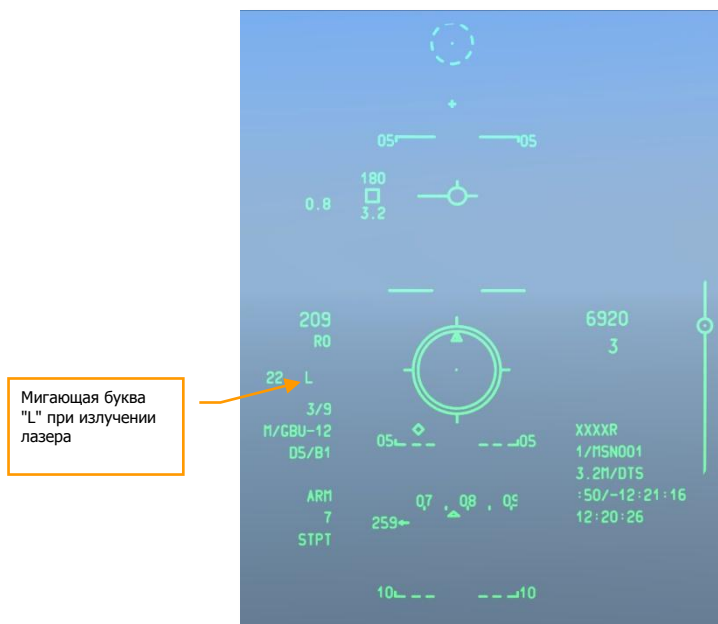 05 05
180
0.8
3.2
209
R0
6920
3
22 L
3/9
M/GBU-12
D5/B1
05 05
XXXXR
1/MSN001
3.2M/DTS
:50/-12:21:16
12:20:26
ARM
7
STPT
07 . 08 . 09
259←
10 10
Мигающая буква
"L" при излучении
лазера